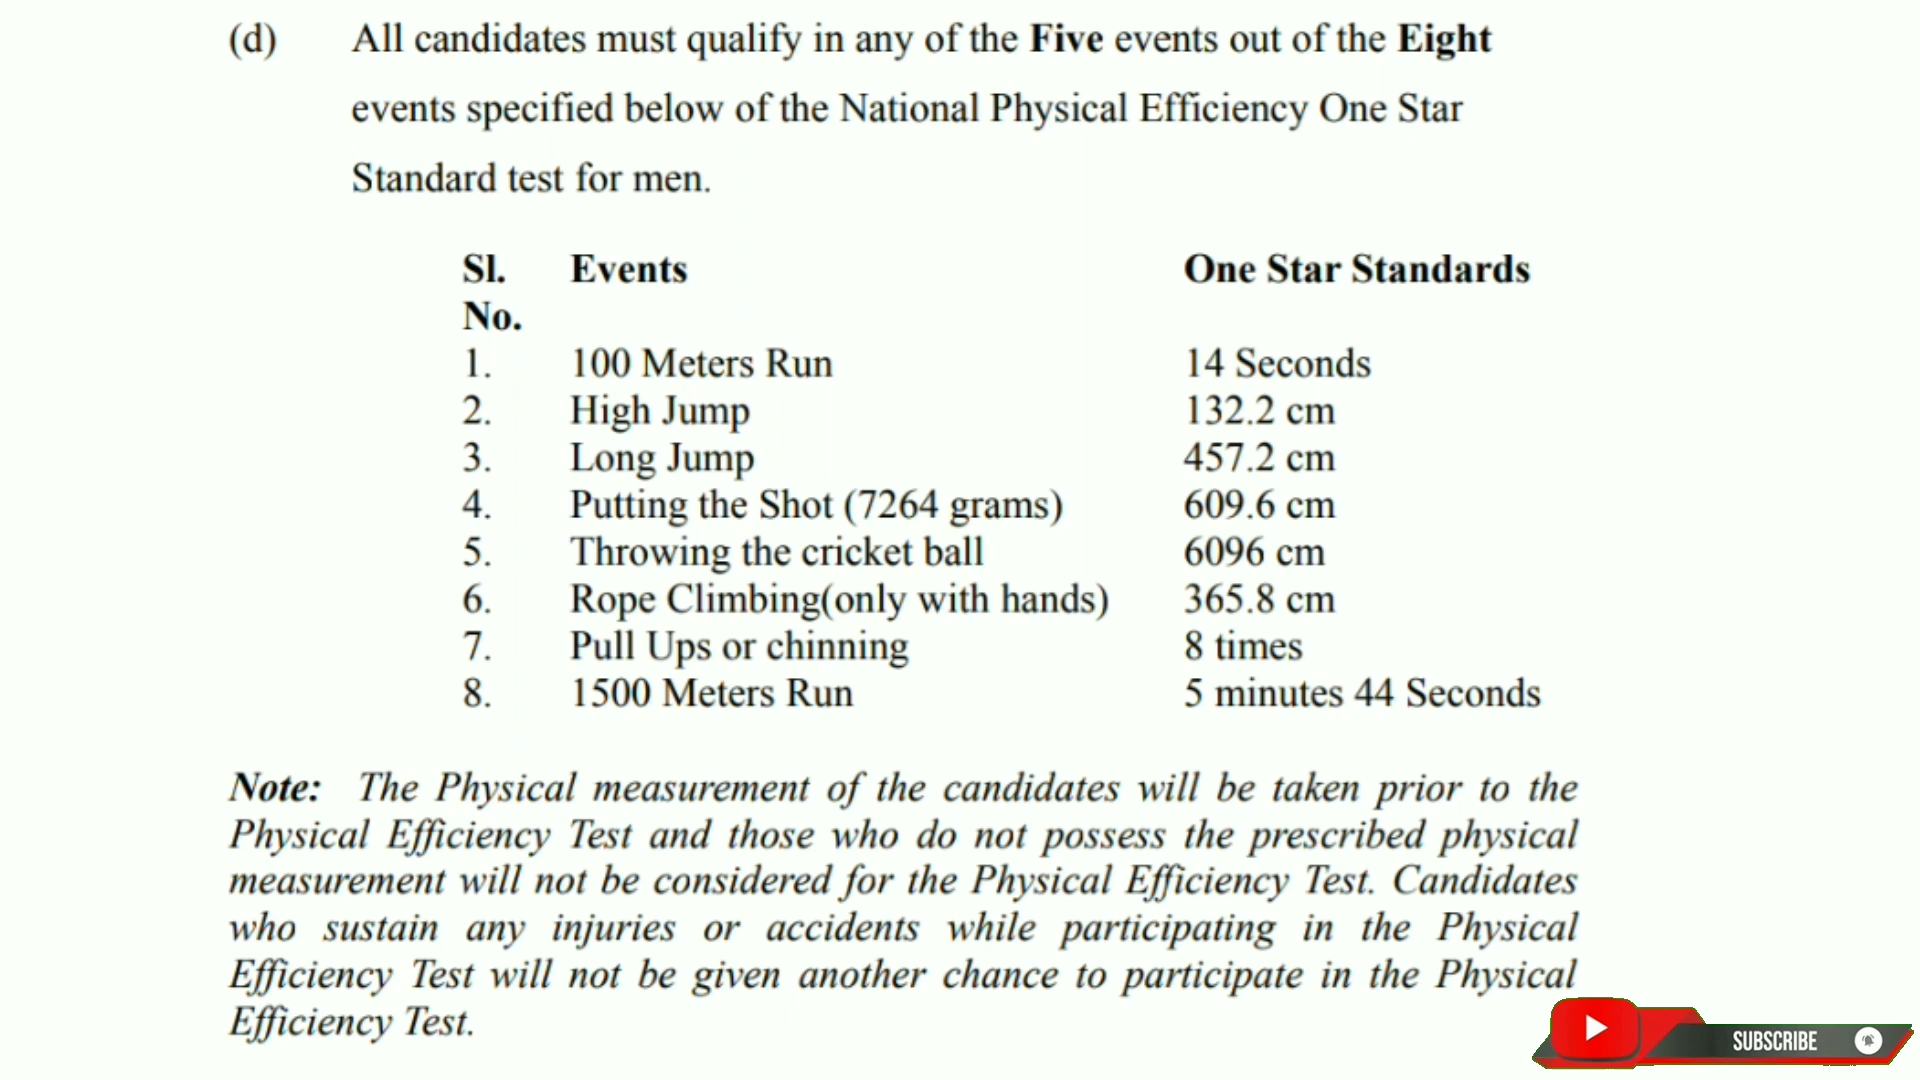 (d) All candidates must qualify in any of the Five events out of the Eight
events specified below of the National Physical Efficiency One Star
Standard test for men.
Sl. Events One Star Standards
No.
1. 100 Meters Run 14 Seconds
2. High Jump 132.2 cm
3. Long Jump 457.2 cm
4. Putting the Shot (7264 grams) 609.6 cm
5. Throwing the cricket ball 6096 cm
6. Rope Climbing(only with hands) 365.8 cm
7. Pull Ups or chinning 8 times
8. 1500 Meters Run 5 minutes 44 Seconds
Note: The Physical measurement of the candidates will be taken prior to the
Physical Efficiency Test and those who do not possess the prescribed physical
measurement will not be considered for the Physical Efficiency Test. Candidates
who sustain any injuries or accidents while participating in the Physical
Efficiency Test will not be given another chance to participate in the Physical
Efficiency Test.
SUBSCRIBE